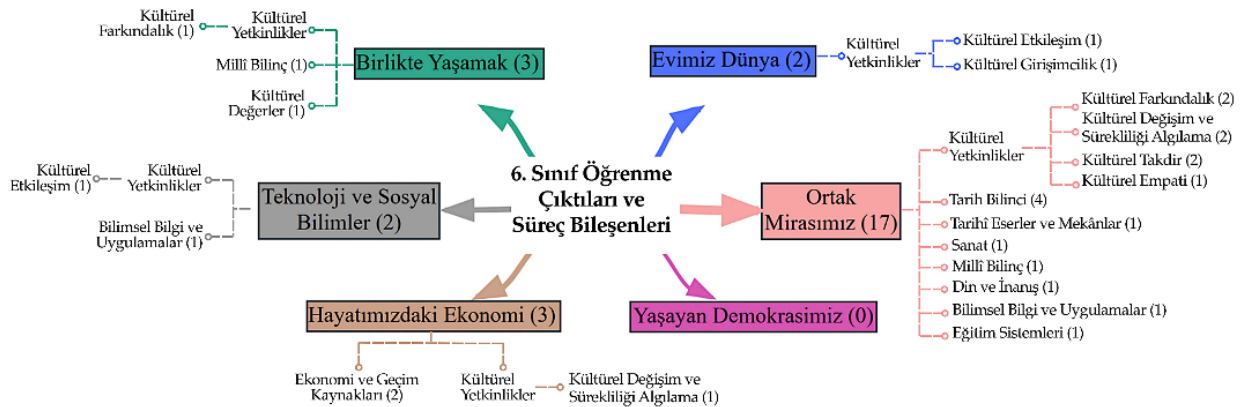 6. Sınıf Öğrenme
Çıktıları ve
Süreç Bileşenleri
Birlikte Yaşamak (3)
Kültürel
Yetkinlikler
Kültürel
Farkındalık (1)
Millî Bilinç (1)
Kültürel
Değerler (1)
Evimiz Dünya (2)
Kültürel
Yetkinlikler
Kültürel Etkileşim (1)
Kültürel Girişimcilik (1)
Teknoloji ve Sosyal
Bilimler (2)
Kültürel
Yetkinlikler
Kültürel
Etkileşim (1)
Bilimsel Bilgi ve
Uygulamalar (1)
Ortak
Mirasımız (17)
Kültürel
Yetkinlikler
Kültürel Farkındalık (2)
Kültürel Değişim ve
Sürekliliği Algılama (2)
Kültürel Takdir (2)
Kültürel Empati (1)
Tarih Bilinci (4)
Tarihî Eserler ve Mekânlar (1)
Sanat (1)
Millî Bilinç (1)
Din ve İnanış (1)
Bilimsel Bilgi ve Uygulamalar (1)
Eğitim Sistemleri (1)
Hayatımızdaki Ekonomi (3)
Ekonomi ve Geçim
Kaynakları (2)
Kültürel
Yetkinlikler
Kültürel Değişim ve
Sürekliliği Algılama (1)
Yaşayan Demokrasimiz (0)